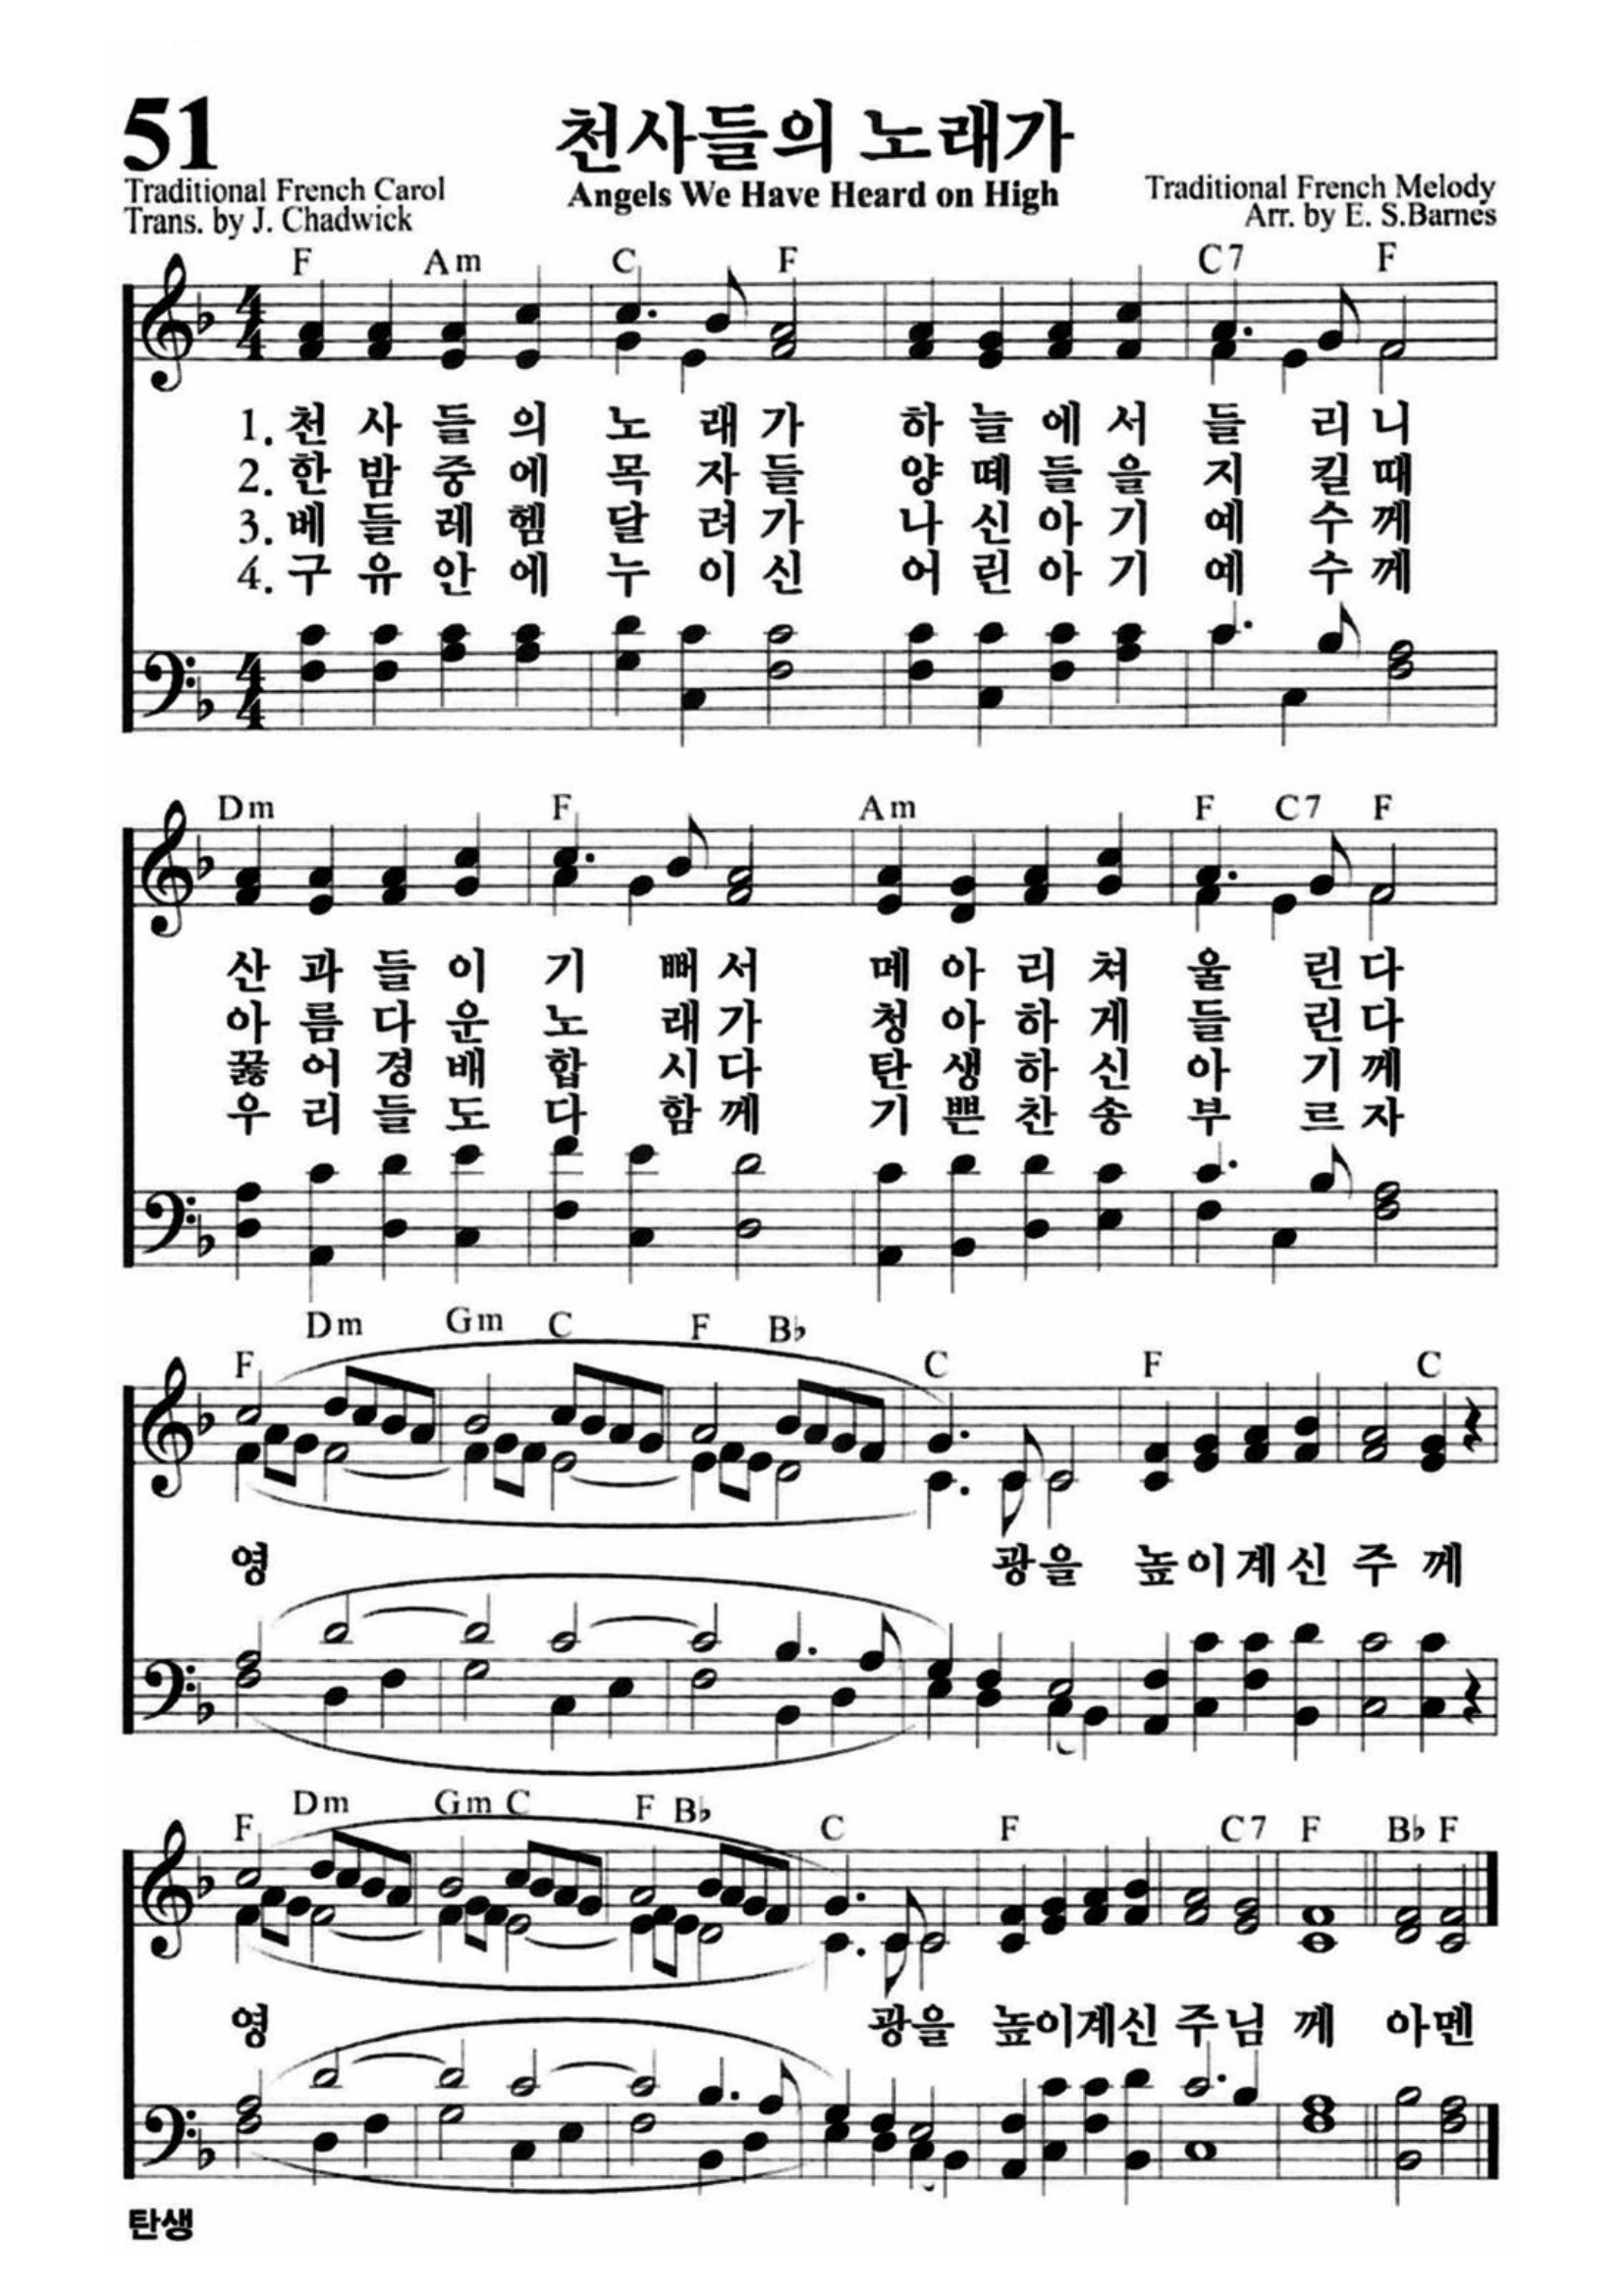 51
천사들의 노래가
Angels We Have Heard on High
Traditional French Carol
Trans. by J. Chadwick
Traditional French Melody
Arr. by E. S.Barnes
F Am C F C7 F
4 4
1. 천 사 들 의 노 래 가 하 늘 에 서 들 리 니
2. 한 밤 중 에 목 자 들 양 떼 들 을 지 킬 때
3. 베 들 레 헴 달 려 가 나 신 아 기 예 수 께
4. 구 유 안 에 누 이 신 어 린 아 기 예 수 께
4 4
Dm F Am F C7 F
산 과 들 이 기 뻐 서 메 아 리 쳐 울 린 다
아 름 다 운 노 래 가 청 아 하 게 들 린 다
꿇 어 경 배 합 시 다 탄 생 하 신 아 기 께
우 리 들 도 다 함 께 기 쁜 찬 송 부 르 자
F Dm Gm C F B♭ C F C
영 광을 높이계신 주 께
F Dm Gm C F B♭ C F C7 F B♭ F
영 광을 높이계신 주님 께 아멘
탄생